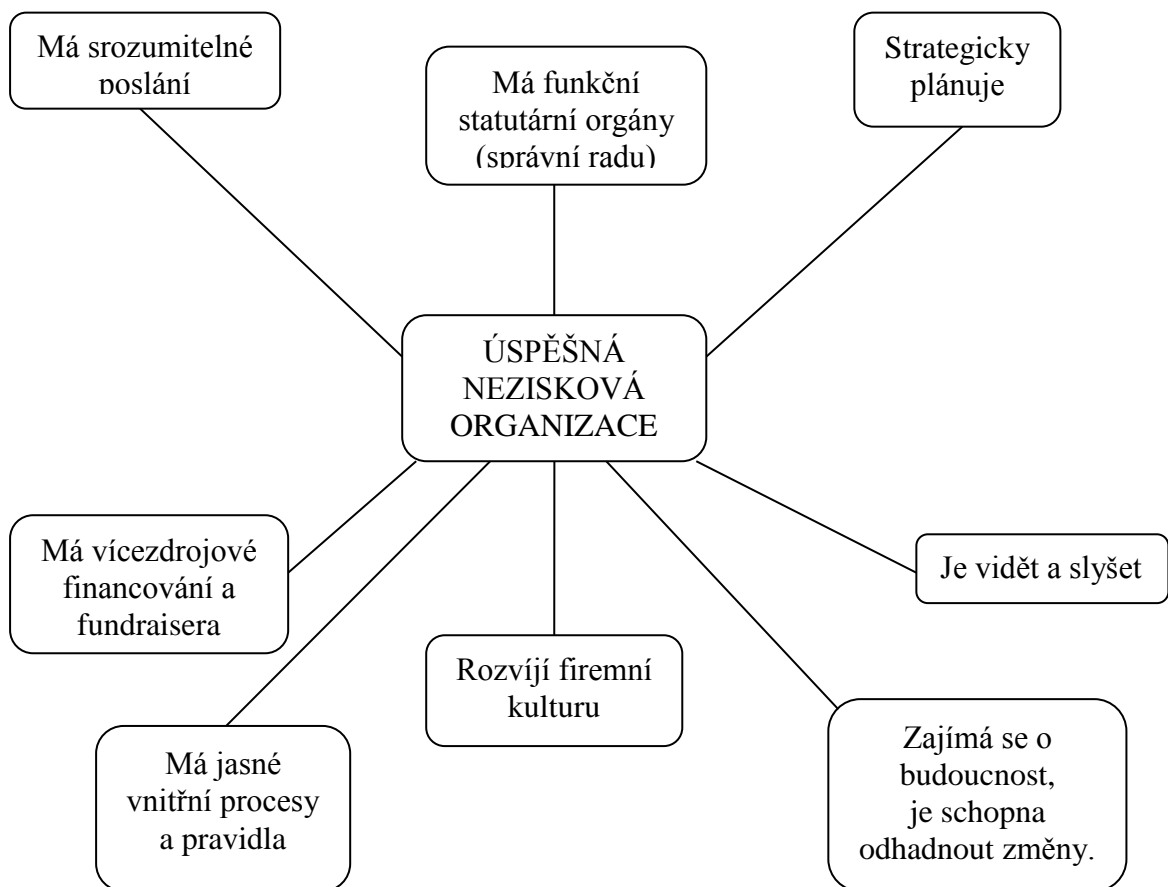 Má srozumitelné
poslání
Má funkční
statutární orgány
(správní radu)
Strategicky
plánuje
ÚSPĚŠNÁ
NEZISKOVÁ
ORGANIZACE
Má vícezdrojové
financování a
fundraisera
Je vidět a slyšet
Rozvíjí firemní
kulturu
Má jasné
vnitřní procesy
a pravidla
Zajímá se o
budoucnost,
je schopna
odhadnout změny.